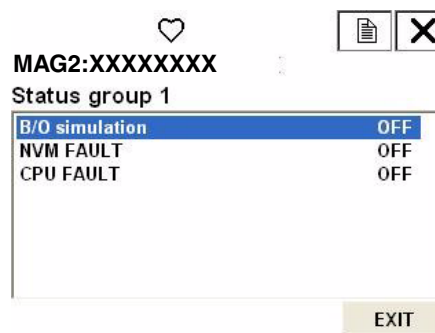 MAG2:XXXXXXXX
Status group 1
B/O simulation OFF
NVM FAULT OFF
CPU FAULT OFF
EXIT